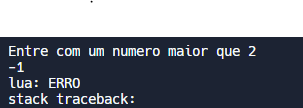 Entre com um numero maior que 2
-1
lua: ERRO
stack traceback: